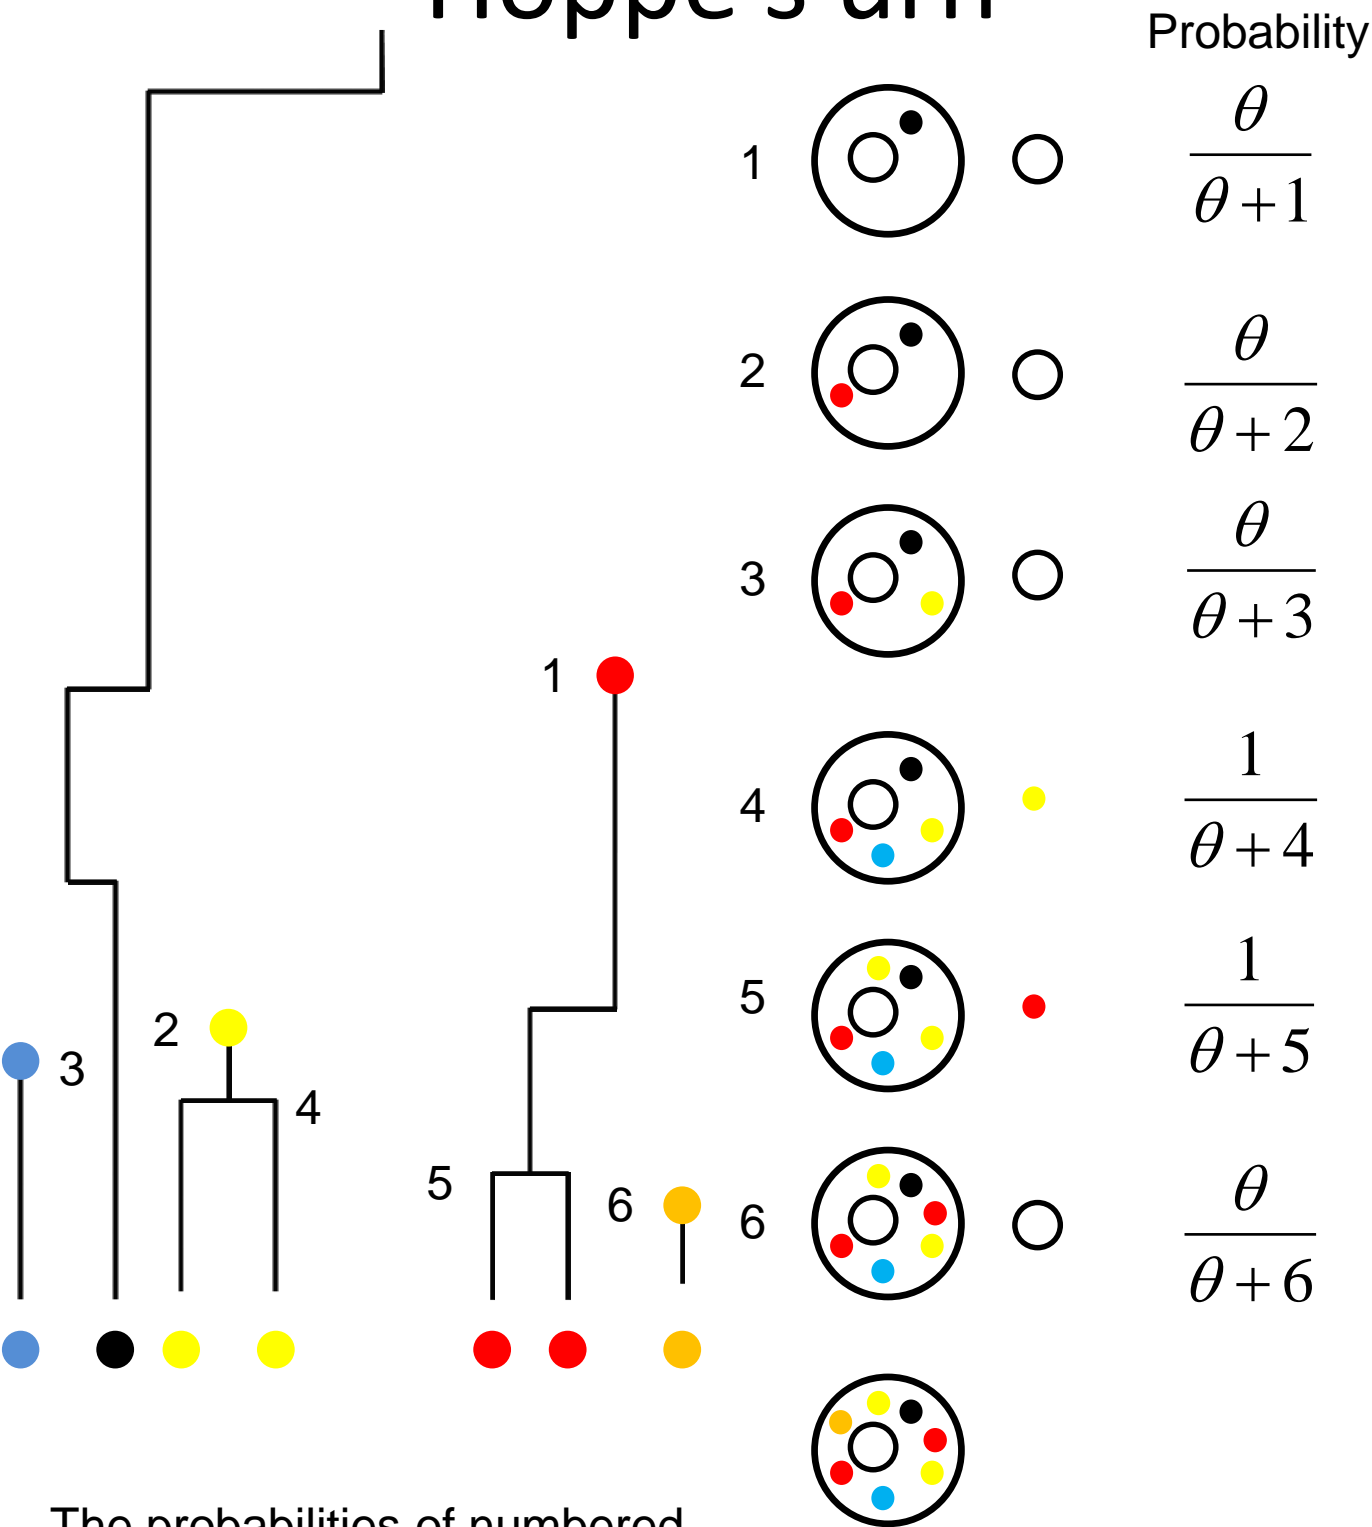 Hoppe's urn
Probability
1
θ
θ + 1
2
θ
θ + 2
3
θ
θ + 3
1
4
1
θ + 4
5
1
θ + 5
2
3
4
5
6
6
θ
θ + 6
The probabilities of numbered